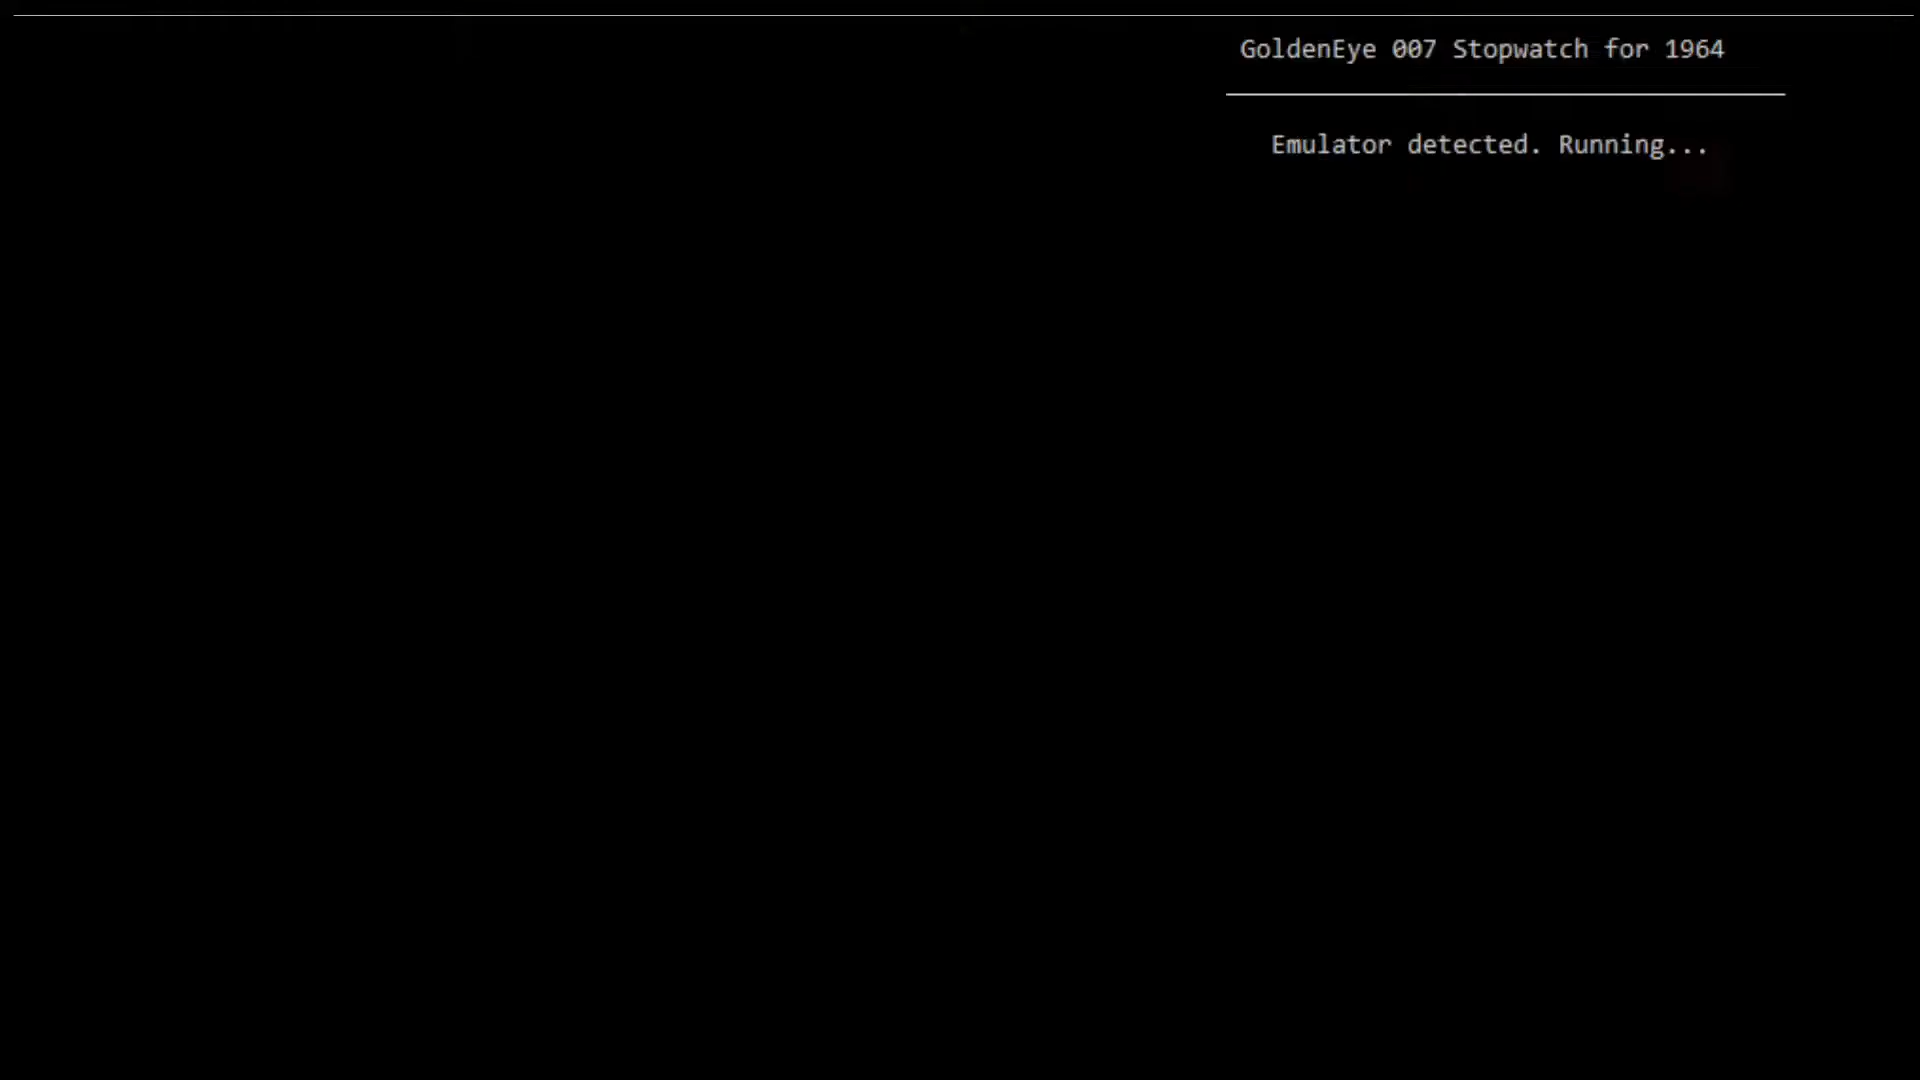 GoldenEye 007 Stopwatch for 1964
Emulator detected. Running...